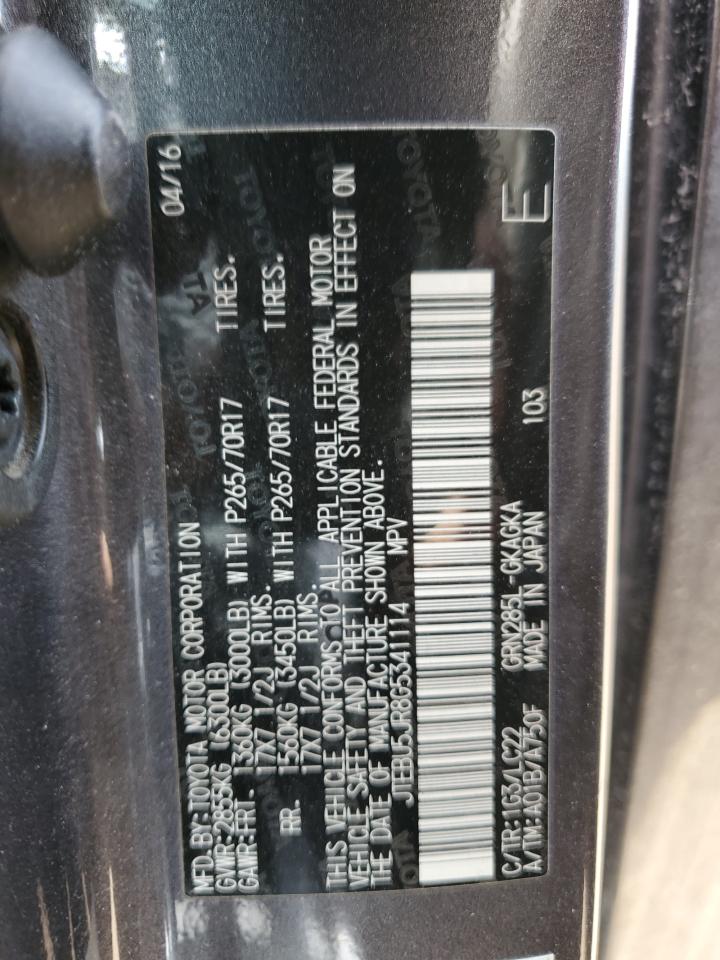 MFD. BY: TOYOTA MOTOR CORPORATION 04/16
GVWR: 2855KG (6300LB)
GAWR: FRT. 1360KG (3000LB) WITH P265/70R17 TIRES.
17X7 1/2J RIMS.
RR. 1560KG (3450LB) WITH P265/70R17 TIRES.
17X7 1/2J RIMS.
THIS VEHICLE CONFORMS TO ALL APPLICABLE FEDERAL MOTOR
VEHICLE SAFETY AND THEFT PREVENTION STANDARDS IN EFFECT ON
THE DATE OF MANUFACTURE SHOWN ABOVE.
JTEBU5JR8G5341114 MPV
C/TR: 1G3/LC22 GRN285L-GKAGKA 103
A/TM: A01B/A750F MADE IN JAPAN
E